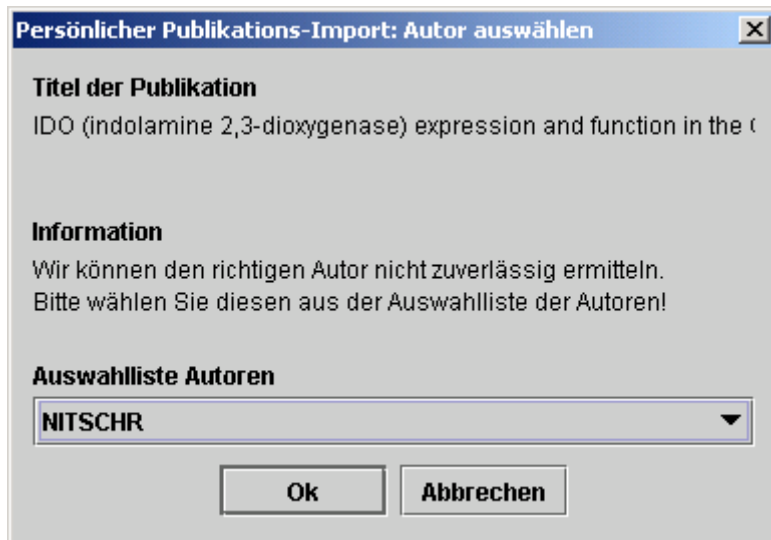 Persönlicher Publikations-Import: Autor auswählen
Titel der Publikation
IDO (indolamine 2,3-dioxygenase) expression and function in the
Information
Wir können den richtigen Autor nicht zuverlässig ermitteln.
Bitte wählen Sie diesen aus der Auswahlliste der Autoren!
Auswahlliste Autoren
NITSCHR
Ok
Abbrechen